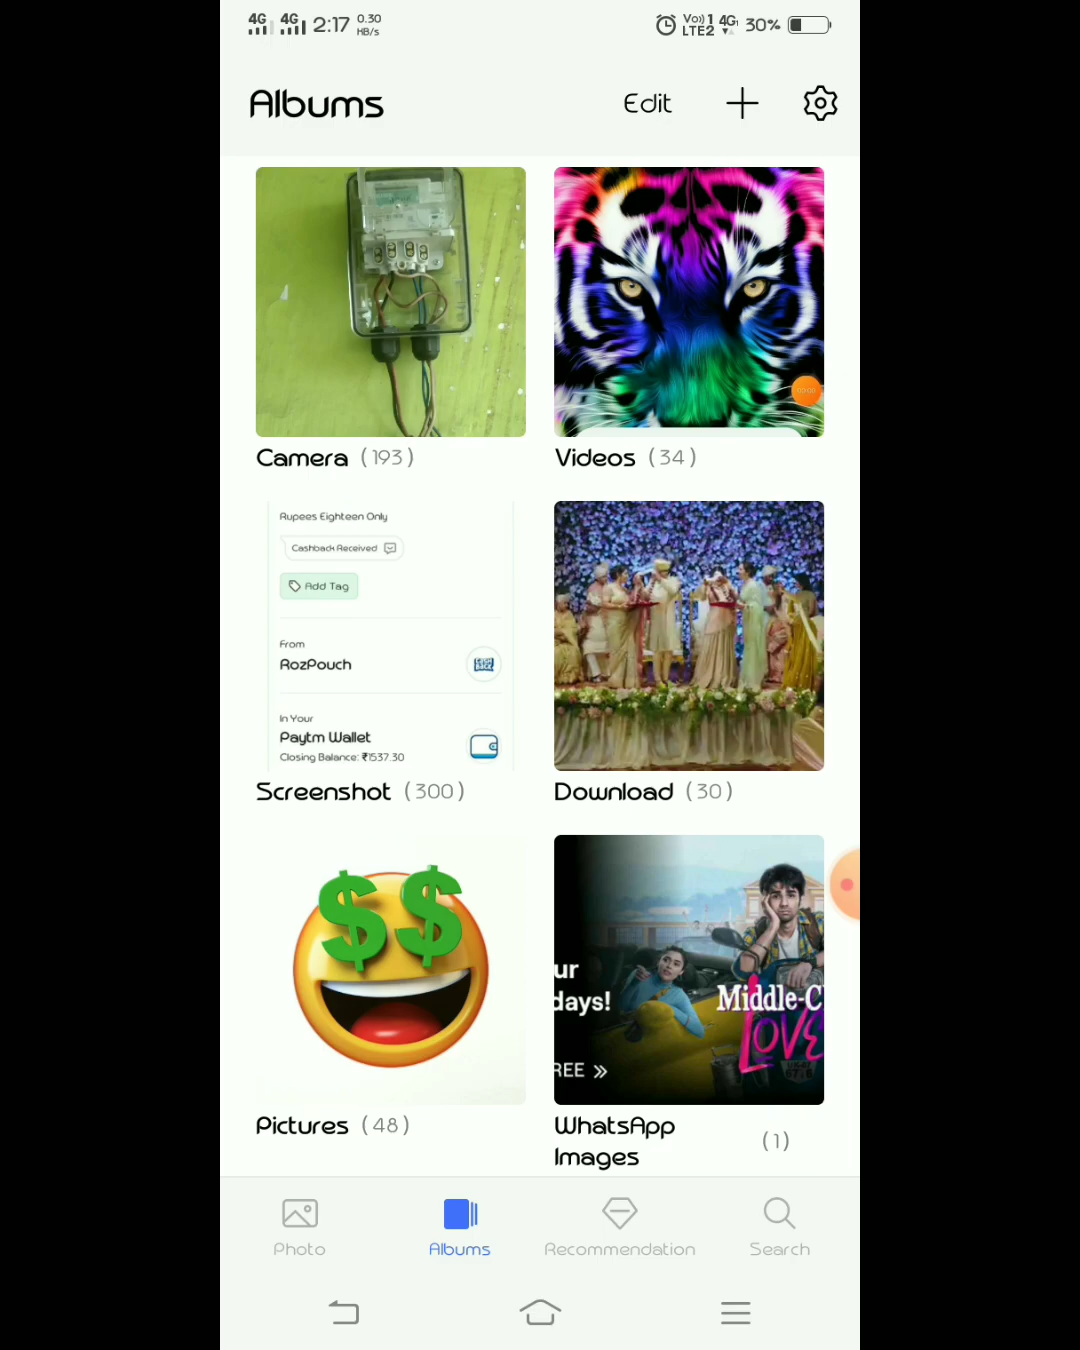 4G 4G 2:17 0.30 HB/s Vo) 1 LTE2 4G 30%
Albums Edit
Camera (193)
Videos (34)
Rupees Eighteen Only
Cashback Received
Add Tag
From
RozPouch
In Your
Paytm Wallet
Closing Balance: ₹1537.30
Screenshot (300)
Download (30)
ur
days!
REE »
Middle-C
LOVE
Pictures (48)
WhatsApp
Images
(1)
Photo Albums Recommendation Search